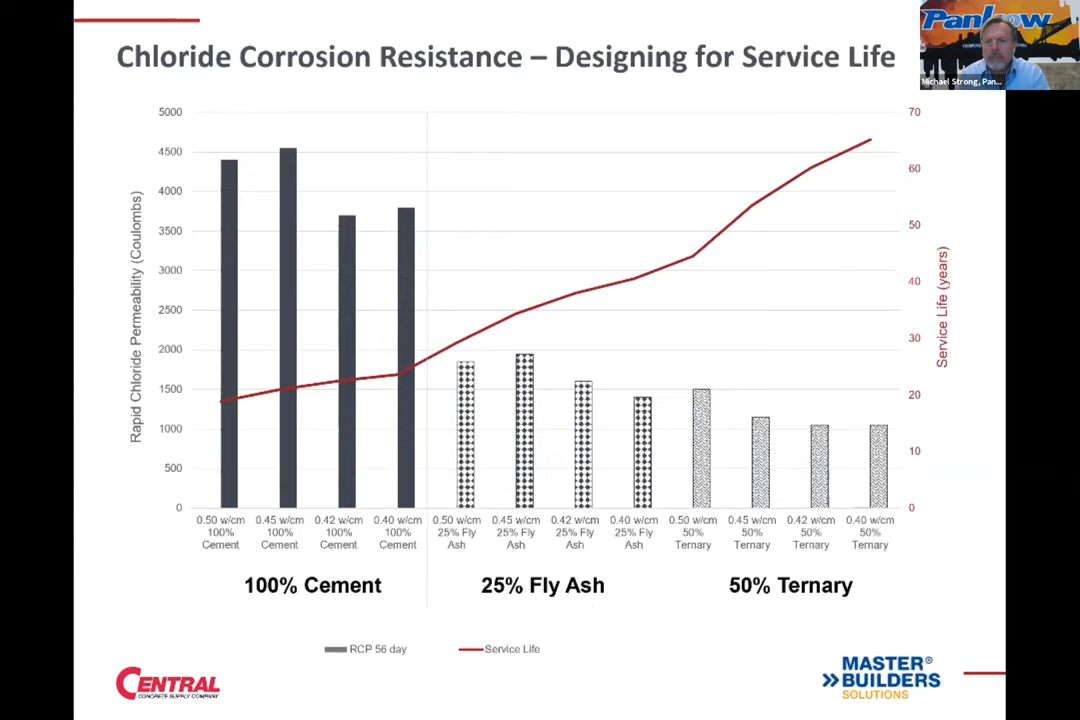 Pankow
Michael Strong, Pan...
Chloride Corrosion Resistance – Designing for Service Life
5000
4500
4000
3500
3000
2500
2000
1500
1000
500
0
Rapid Chloride Permeability (Coulombs)
70
60
50
40
30
20
10
0
Service Life (years)
0.50 w/cm 100% Cement
0.45 w/cm 100% Cement
0.42 w/cm 100% Cement
0.40 w/cm 100% Cement
0.50 w/cm 25% Fly Ash
0.45 w/cm 25% Fly Ash
0.42 w/cm 25% Fly Ash
0.40 w/cm 25% Fly Ash
0.50 w/cm 50% Ternary
0.45 w/cm 50% Ternary
0.42 w/cm 50% Ternary
0.40 w/cm 50% Ternary
100% Cement
25% Fly Ash
50% Ternary
RCP 56 day
Service Life
CENTRAL
CONCRETE SUPPLY COMPANY
MASTER®
BUILDERS
SOLUTIONS